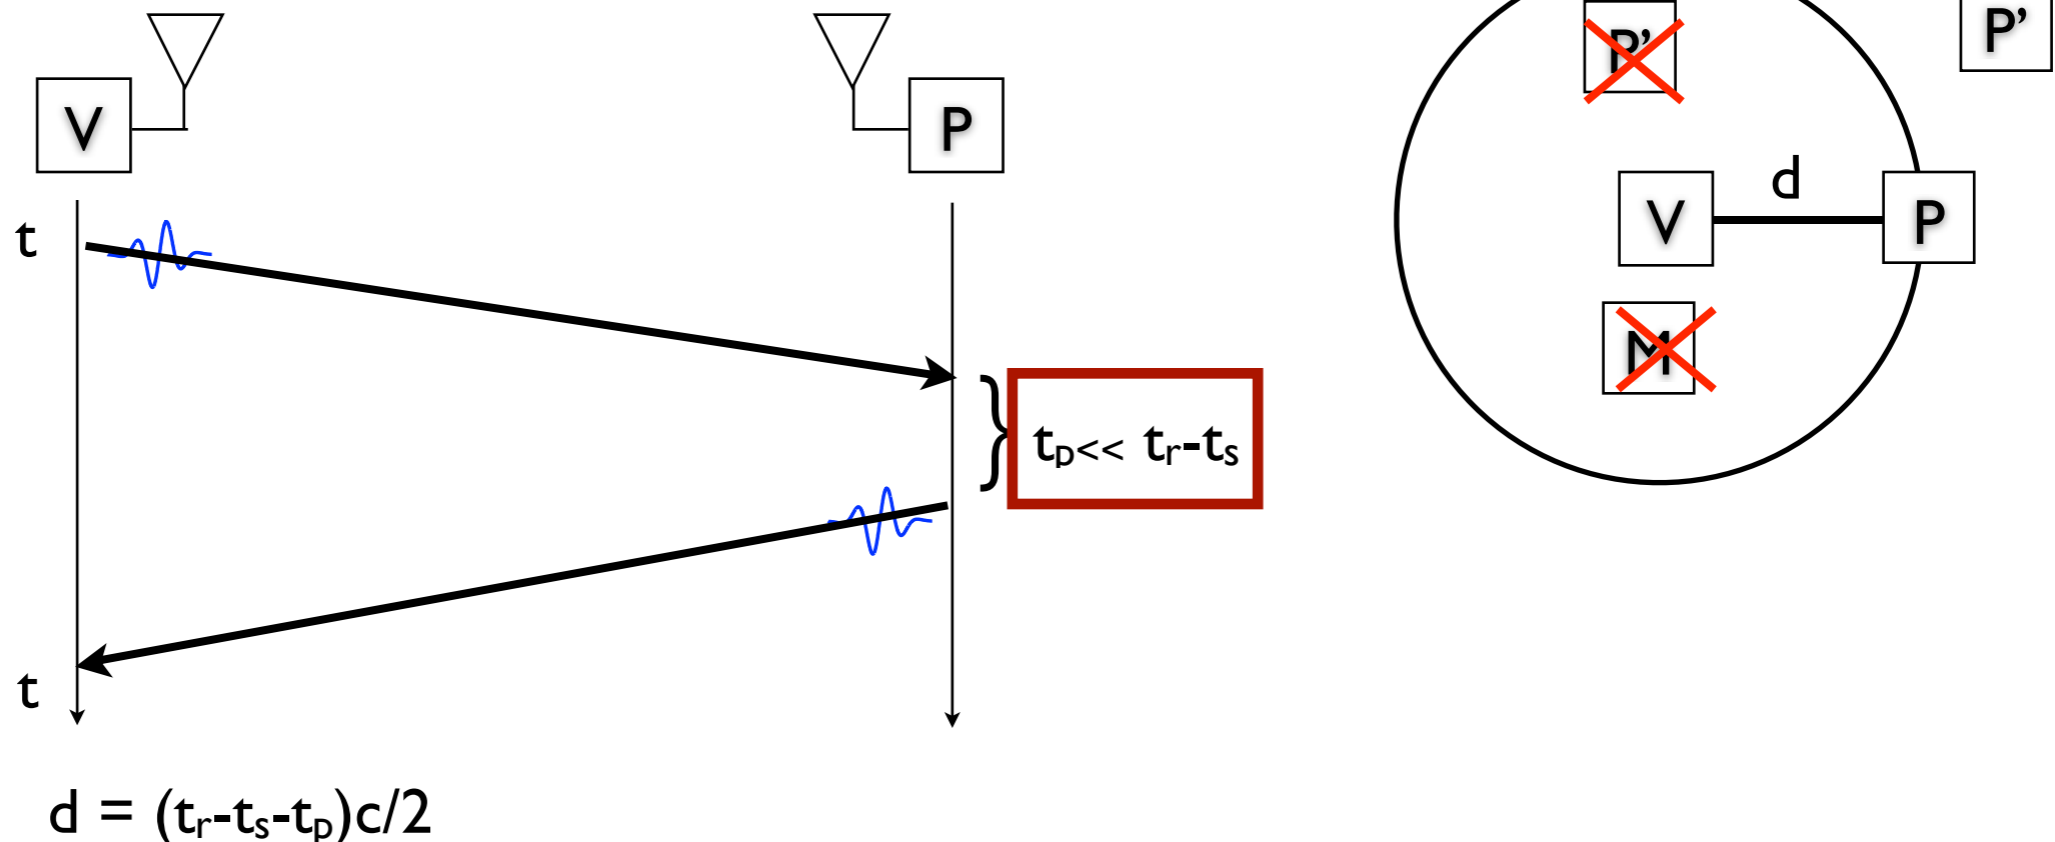 V
P
t
t
tp<< tr-ts
d = (tr-ts-tp)c/2
P’
P’
d
V
P
M